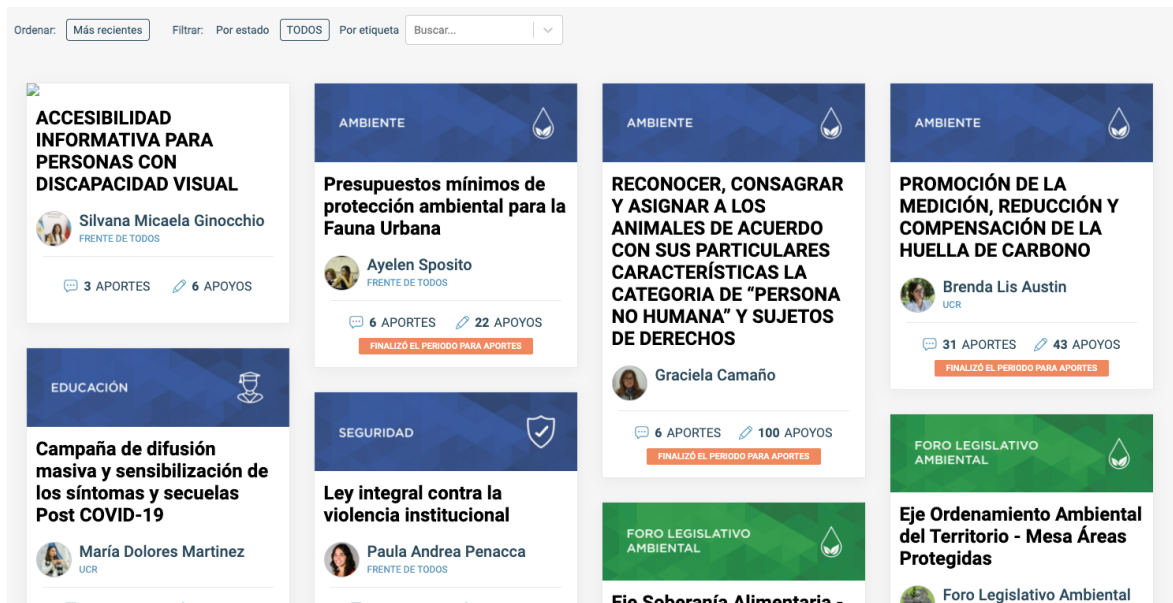 Ordenar: Más recientes Filtrar: Por estado TODOS Por etiqueta Buscar...
ACCESIBILIDAD
INFORMATIVA PARA
PERSONAS CON
DISCAPACIDAD VISUAL
Silvana Micaela Ginocchio
FRENTE DE TODOS
3 APORTES 6 APOYOS
EDUCACIÓN
Campaña de difusión
masiva y sensibilización de
los síntomas y secuelas
Post COVID-19
María Dolores Martinez
UCR
AMBIENTE
Presupuestos mínimos de
protección ambiental para la
Fauna Urbana
Ayelen Sposito
FRENTE DE TODOS
6 APORTES 22 APOYOS
FINALIZÓ EL PERIODO PARA APORTES
SEGURIDAD
Ley integral contra la
violencia institucional
Paula Andrea Penacca
FRENTE DE TODOS
AMBIENTE
RECONOCER, CONSAGRAR
Y ASIGNAR A LOS
ANIMALES DE ACUERDO
CON SUS PARTICULARES
CARACTERÍSTICAS LA
CATEGORIA DE “PERSONA
NO HUMANA” Y SUJETOS
DE DERECHOS
Graciela Camaño
6 APORTES 100 APOYOS
FINALIZÓ EL PERIODO PARA APORTES
FORO LEGISLATIVO
AMBIENTAL
Eje Soberanía Alimentaria -
AMBIENTE
PROMOCIÓN DE LA
MEDICIÓN, REDUCCIÓN Y
COMPENSACIÓN DE LA
HUELLA DE CARBONO
Brenda Lis Austin
UCR
31 APORTES 43 APOYOS
FINALIZÓ EL PERIODO PARA APORTES
FORO LEGISLATIVO
AMBIENTAL
Eje Ordenamiento Ambiental
del Territorio - Mesa Áreas
Protegidas
Foro Legislativo Ambiental